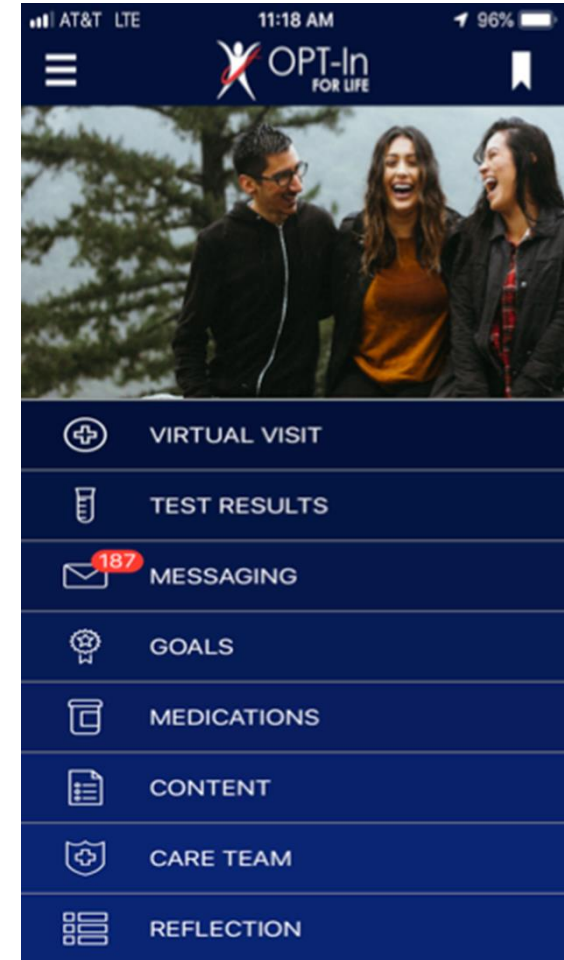 AT&T LTE 11:18 AM 96%
OPT-In
FOR LIFE
VIRTUAL VISIT
TEST RESULTS
187
MESSAGING
GOALS
MEDICATIONS
CONTENT
CARE TEAM
REFLECTION